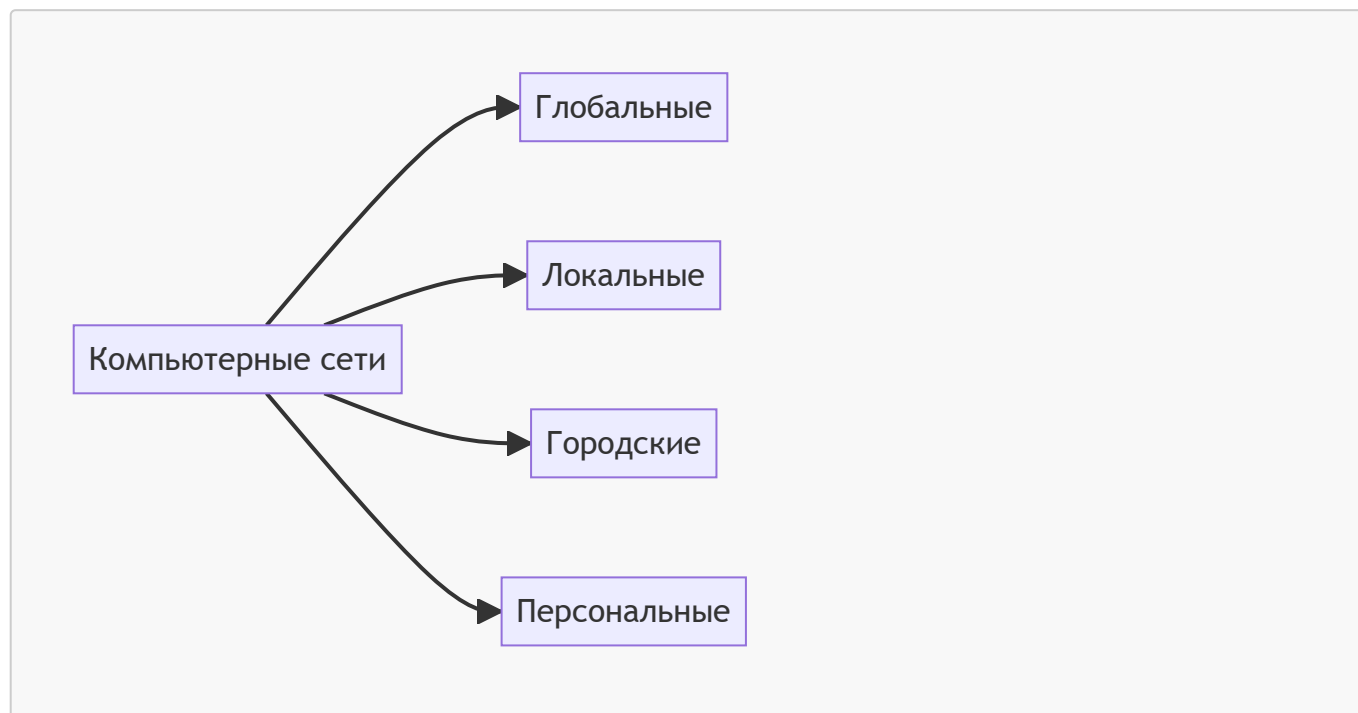 Глобальные
Локальные
Компьютерные сети
Городские
Персональные